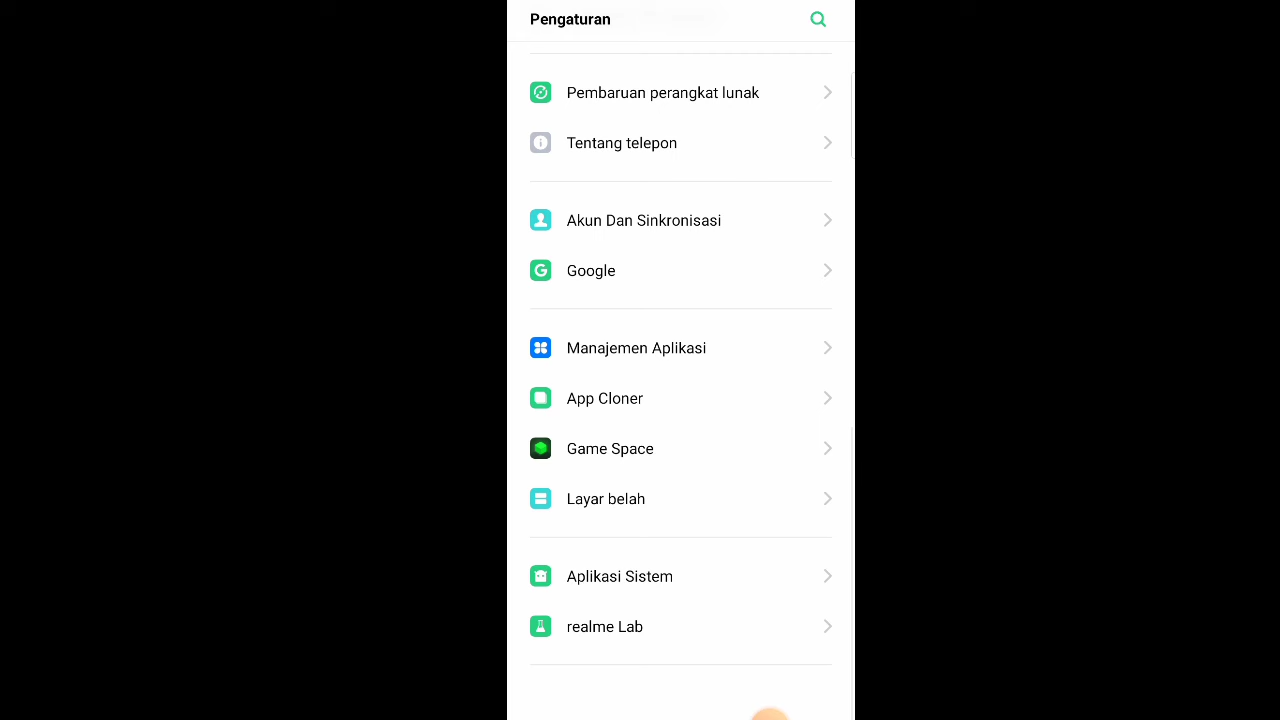 Pengaturan
Pembaruan perangkat lunak
Tentang telepon
Akun Dan Sinkronisasi
Google
Manajemen Aplikasi
App Cloner
Game Space
Layar belah
Aplikasi Sistem
realme Lab